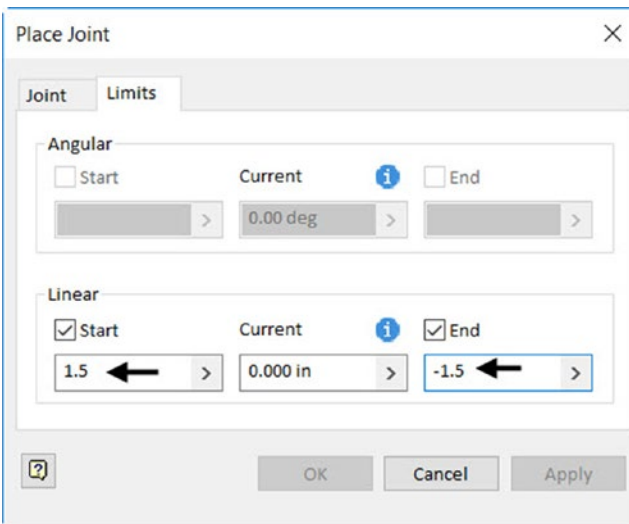 Place Joint
Joint Limits
Angular
Start Current End
0.00 deg
Linear
Start Current End
1.5 0.000 in -1.5
OK Cancel Apply